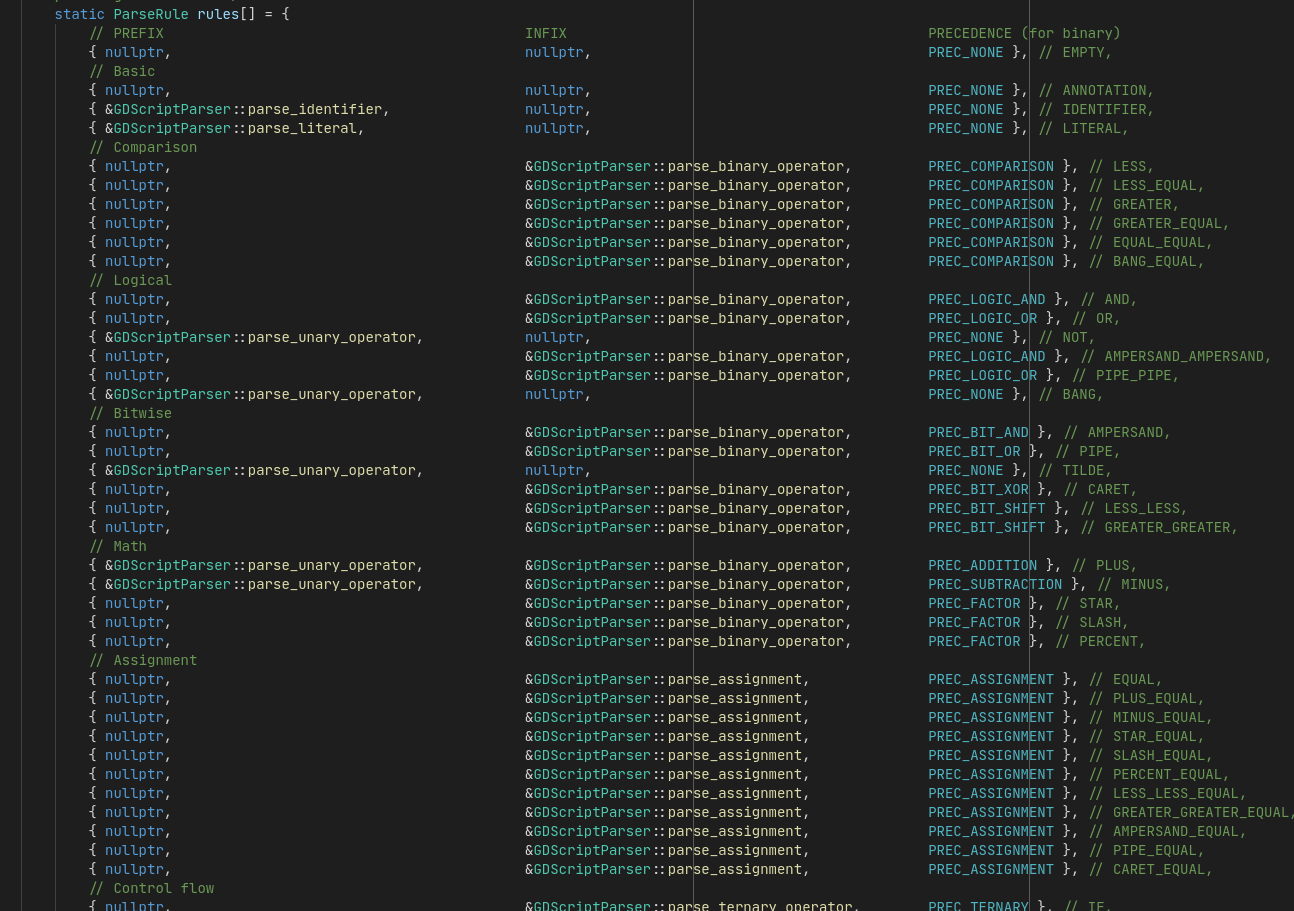 static ParseRule rules[] = {
// PREFIX INFIX PRECEDENCE (for binary)
{ nullptr, nullptr, PREC_NONE }, // EMPTY,
// Basic
{ nullptr, nullptr, PREC_NONE }, // ANNOTATION,
{ &GDScriptParser::parse_identifier, nullptr, PREC_NONE }, // IDENTIFIER,
{ &GDScriptParser::parse_literal, nullptr, PREC_NONE }, // LITERAL,
// Comparison
{ nullptr, &GDScriptParser::parse_binary_operator, PREC_COMPARISON }, // LESS,
{ nullptr, &GDScriptParser::parse_binary_operator, PREC_COMPARISON }, // LESS_EQUAL,
{ nullptr, &GDScriptParser::parse_binary_operator, PREC_COMPARISON }, // GREATER,
{ nullptr, &GDScriptParser::parse_binary_operator, PREC_COMPARISON }, // GREATER_EQUAL,
{ nullptr, &GDScriptParser::parse_binary_operator, PREC_COMPARISON }, // EQUAL_EQUAL,
{ nullptr, &GDScriptParser::parse_binary_operator, PREC_COMPARISON }, // BANG_EQUAL,
// Logical
{ nullptr, &GDScriptParser::parse_binary_operator, PREC_LOGIC_AND }, // AND,
{ nullptr, &GDScriptParser::parse_binary_operator, PREC_LOGIC_OR }, // OR,
{ &GDScriptParser::parse_unary_operator, nullptr, PREC_NONE }, // NOT,
{ nullptr, &GDScriptParser::parse_binary_operator, PREC_LOGIC_AND }, // AMPERSAND_AMPERSAND,
{ nullptr, &GDScriptParser::parse_binary_operator, PREC_LOGIC_OR }, // PIPE_PIPE,
{ &GDScriptParser::parse_unary_operator, nullptr, PREC_NONE }, // BANG,
// Bitwise
{ nullptr, &GDScriptParser::parse_binary_operator, PREC_BIT_AND }, // AMPERSAND,
{ nullptr, &GDScriptParser::parse_binary_operator, PREC_BIT_OR }, // PIPE,
{ &GDScriptParser::parse_unary_operator, nullptr, PREC_NONE }, // TILDE,
{ nullptr, &GDScriptParser::parse_binary_operator, PREC_BIT_XOR }, // CARET,
{ nullptr, &GDScriptParser::parse_binary_operator, PREC_BIT_SHIFT }, // LESS_LESS,
{ nullptr, &GDScriptParser::parse_binary_operator, PREC_BIT_SHIFT }, // GREATER_GREATER,
// Math
{ &GDScriptParser::parse_unary_operator, &GDScriptParser::parse_binary_operator, PREC_ADDITION }, // PLUS,
{ &GDScriptParser::parse_unary_operator, &GDScriptParser::parse_binary_operator, PREC_SUBTRACTION }, // MINUS,
{ nullptr, &GDScriptParser::parse_binary_operator, PREC_FACTOR }, // STAR,
{ nullptr, &GDScriptParser::parse_binary_operator, PREC_FACTOR }, // SLASH,
{ nullptr, &GDScriptParser::parse_binary_operator, PREC_FACTOR }, // PERCENT,
// Assignment
{ nullptr, &GDScriptParser::parse_assignment, PREC_ASSIGNMENT }, // EQUAL,
{ nullptr, &GDScriptParser::parse_assignment, PREC_ASSIGNMENT }, // PLUS_EQUAL,
{ nullptr, &GDScriptParser::parse_assignment, PREC_ASSIGNMENT }, // MINUS_EQUAL,
{ nullptr, &GDScriptParser::parse_assignment, PREC_ASSIGNMENT }, // STAR_EQUAL,
{ nullptr, &GDScriptParser::parse_assignment, PREC_ASSIGNMENT }, // SLASH_EQUAL,
{ nullptr, &GDScriptParser::parse_assignment, PREC_ASSIGNMENT }, // PERCENT_EQUAL,
{ nullptr, &GDScriptParser::parse_assignment, PREC_ASSIGNMENT }, // LESS_LESS_EQUAL,
{ nullptr, &GDScriptParser::parse_assignment, PREC_ASSIGNMENT }, // GREATER_GREATER_EQUAL,
{ nullptr, &GDScriptParser::parse_assignment, PREC_ASSIGNMENT }, // AMPERSAND_EQUAL,
{ nullptr, &GDScriptParser::parse_assignment, PREC_ASSIGNMENT }, // PIPE_EQUAL,
{ nullptr, &GDScriptParser::parse_assignment, PREC_ASSIGNMENT }, // CARET_EQUAL,
// Control flow
{ nullptr, &GDScriptParser::parse_ternary_operator, PREC_TERNARY }, // IF,